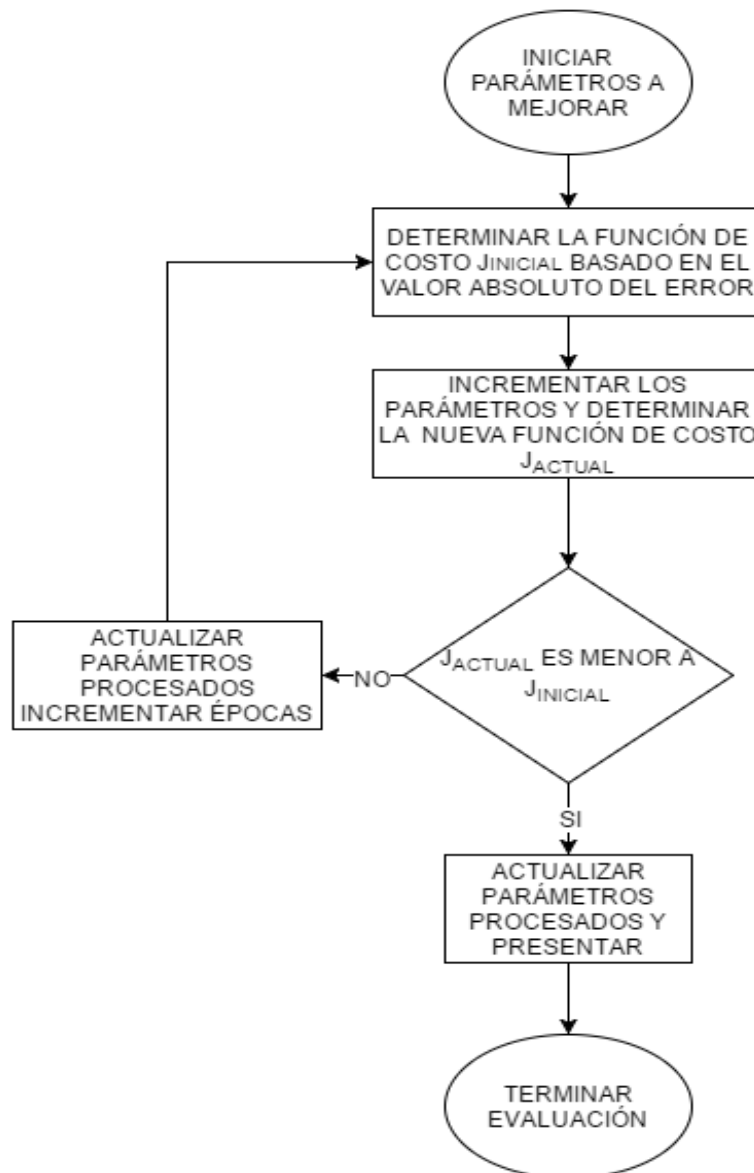 INICIAR
PARÁMETROS A
MEJORAR
DETERMINAR LA FUNCIÓN DE
COSTO JINICIAL BASADO EN EL
VALOR ABSOLUTO DEL ERROR
INCREMENTAR LOS
PARÁMETROS Y DETERMINAR
LA NUEVA FUNCIÓN DE COSTO
JACTUAL
JACTUAL ES MENOR A
JINICIAL
NO
ACTUALIZAR
PARÁMETROS
PROCESADOS
INCREMENTAR ÉPOCAS
SI
ACTUALIZAR
PARÁMETROS
PROCESADOS Y
PRESENTAR
TERMINAR
EVALUACIÓN